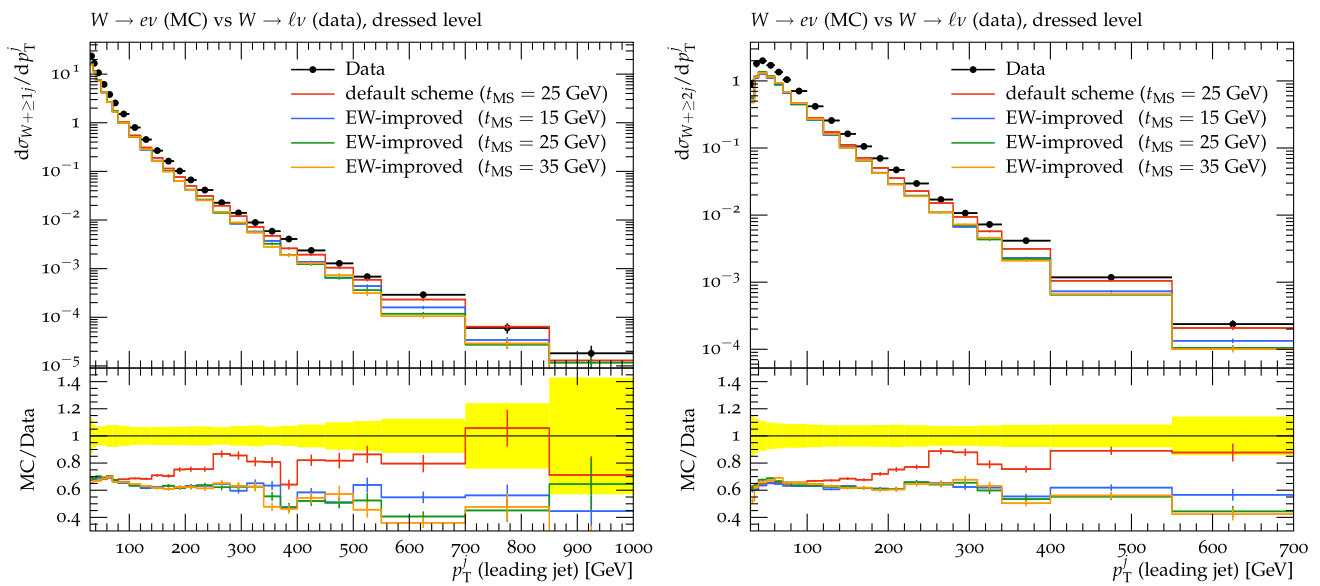 W → eν (MC) vs W → ℓν (data), dressed level
dσ_{W+≥1j}/dp_T^j
10^1
1
10^{−1}
10^{−2}
10^{−3}
10^{−4}
10^{−5}
Data
default scheme (t_MS = 25 GeV)
EW-improved (t_MS = 15 GeV)
EW-improved (t_MS = 25 GeV)
EW-improved (t_MS = 35 GeV)
MC/Data
1.4
1.2
1
0.8
0.6
0.4
100 200 300 400 500 600 700 800 900 1000
p_T^j (leading jet) [GeV]
W → eν (MC) vs W → ℓν (data), dressed level
dσ_{W+≥2j}/dp_T^j
1
10^{−1}
10^{−2}
10^{−3}
10^{−4}
Data
default scheme (t_MS = 25 GeV)
EW-improved (t_MS = 15 GeV)
EW-improved (t_MS = 25 GeV)
EW-improved (t_MS = 35 GeV)
MC/Data
1.4
1.2
1
0.8
0.6
0.4
100 200 300 400 500 600 700
p_T^j (leading jet) [GeV]